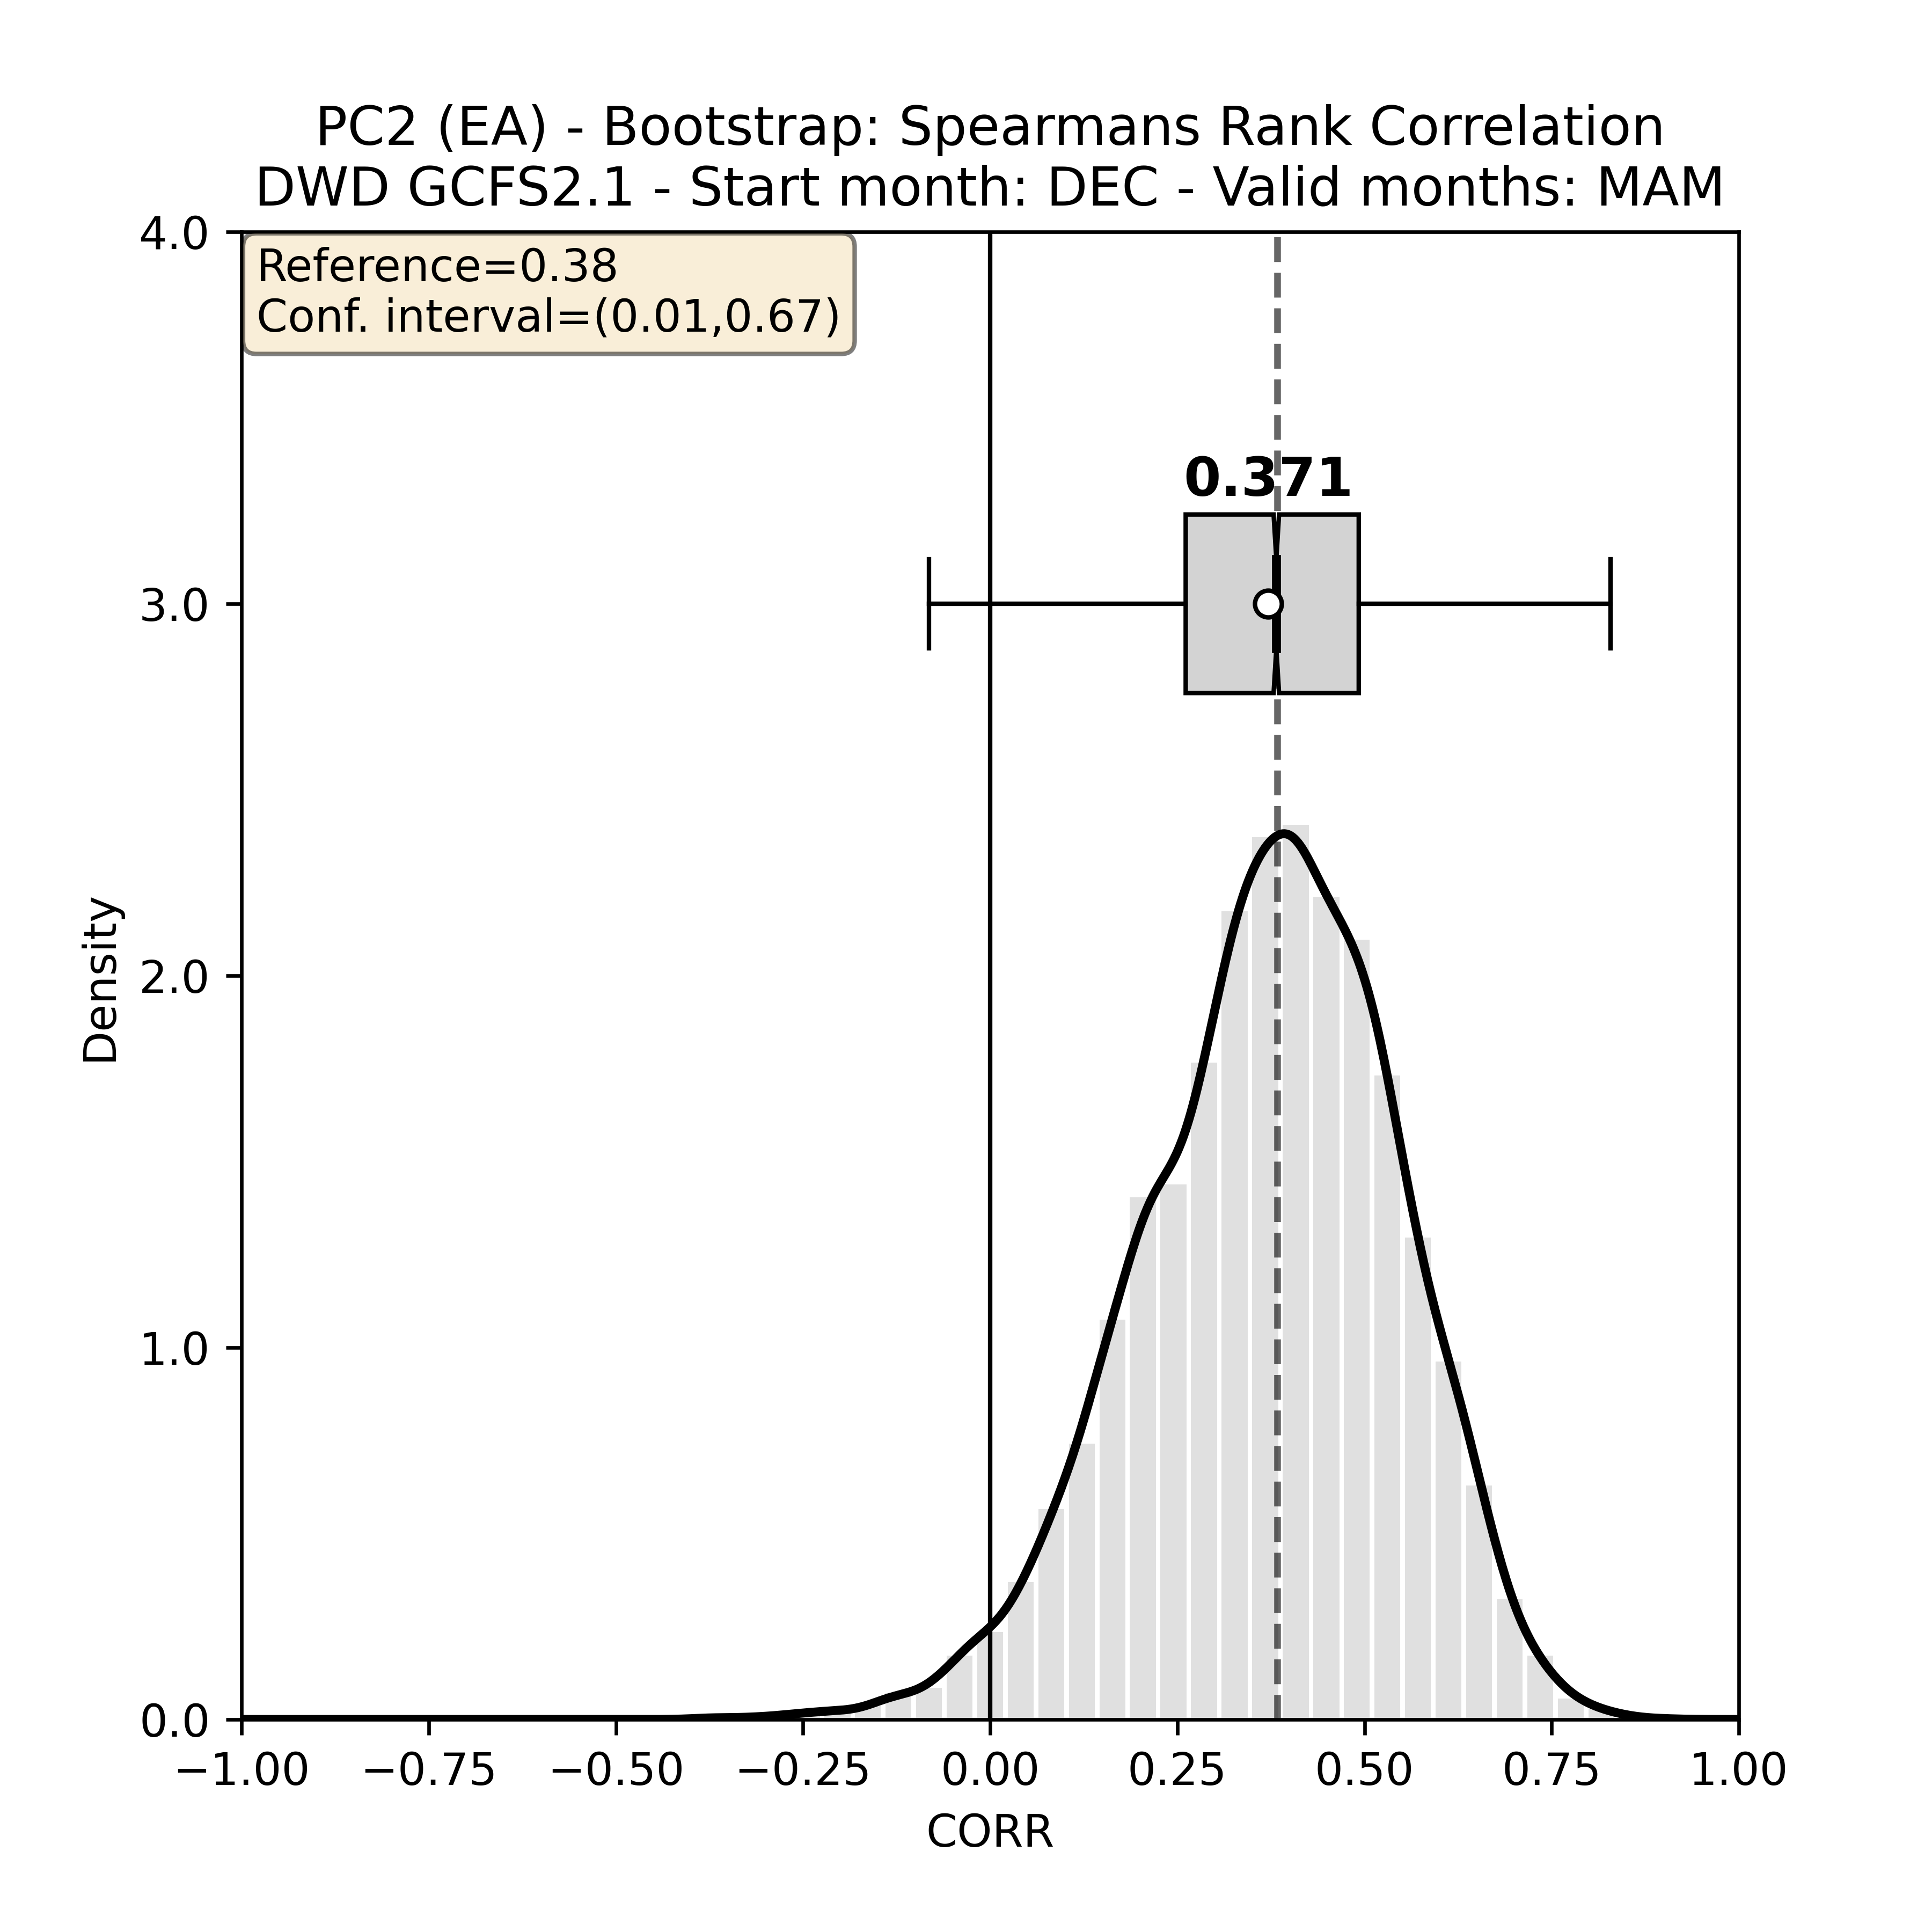 PC2 (EA) - Bootstrap: Spearmans Rank Correlation
DWD GCFS2.1 - Start month: DEC - Valid months: MAM
4.0
Reference=0.38
Conf. interval=(0.01,0.67)
0.371
3.0
Density
2.0
1.0
0.0
−1.00 −0.75 −0.50 −0.25 0.00 0.25 0.50 0.75 1.00
CORR